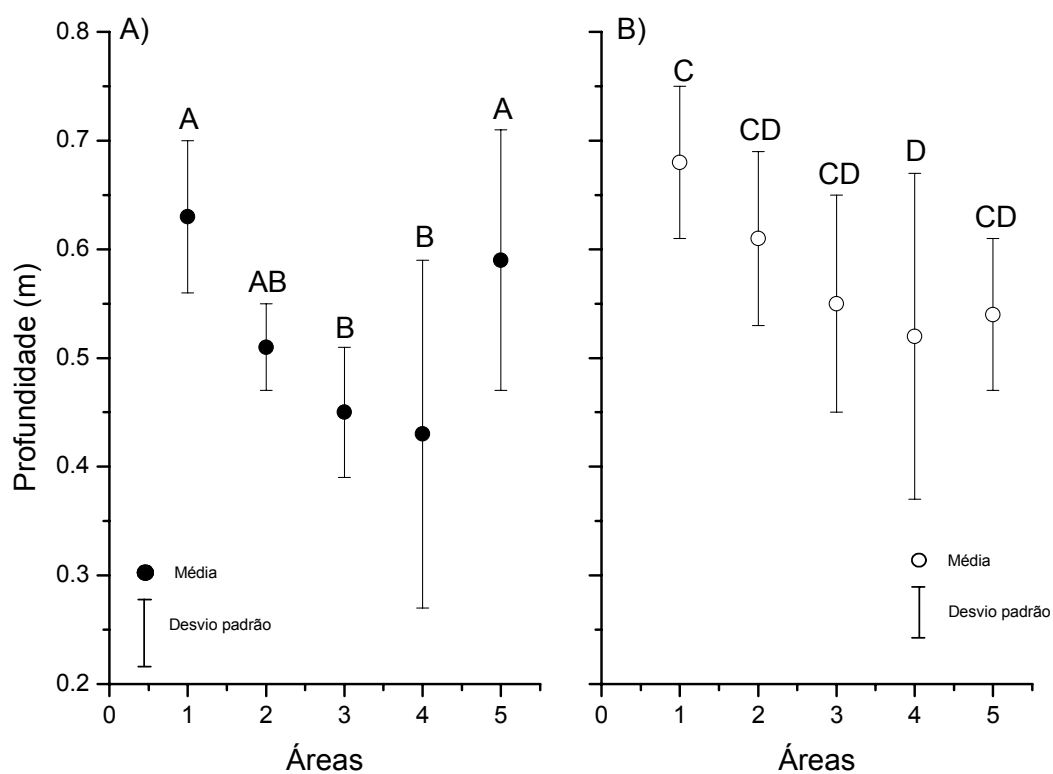 A)
B)
0.8
0.7
0.6
0.5
0.4
0.3
0.2
Profundidade (m)
A
AB
B
B
A
Média
Desvio padrão
0 1 2 3 4 5
Áreas
C
CD
CD
D
CD
Média
Desvio padrão
0 1 2 3 4 5
Áreas